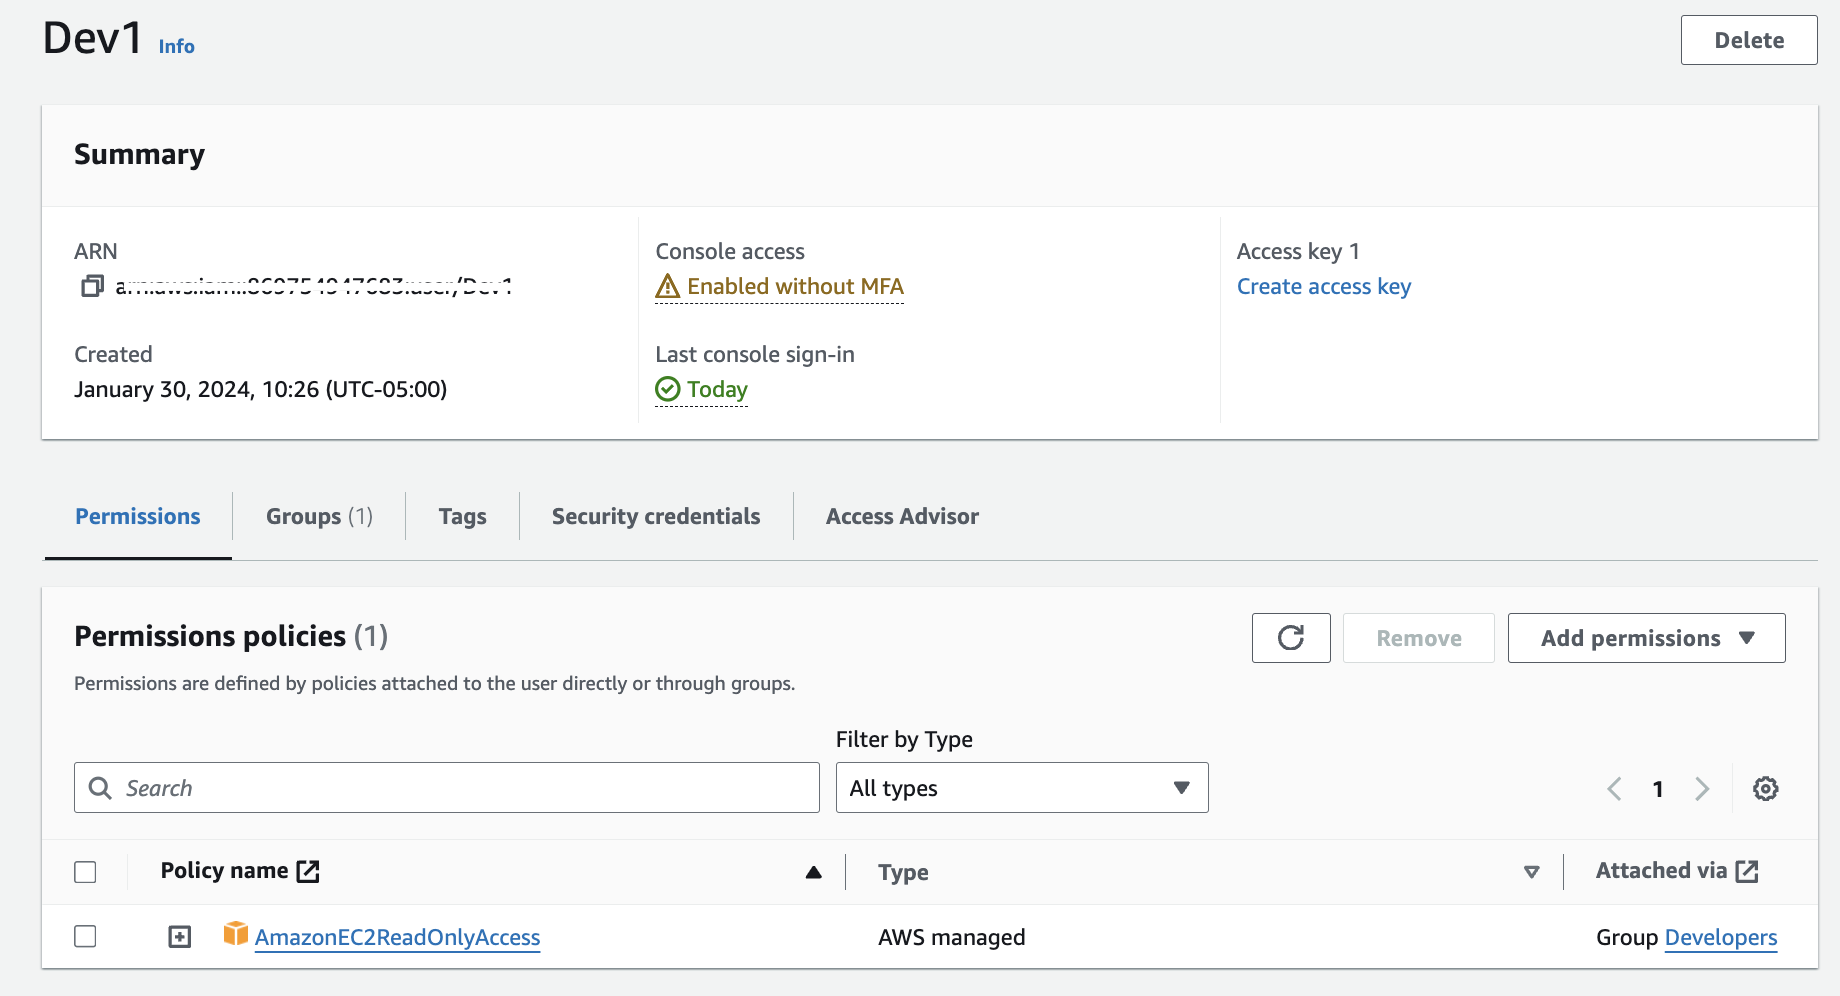 Dev1 Info
Delete
Summary
ARN
Console access
Access key 1
Enabled without MFA
Create access key
Created
Last console sign-in
January 30, 2024, 10:26 (UTC-05:00)
Today
Permissions
Groups (1)
Tags
Security credentials
Access Advisor
Permissions policies (1)
Remove
Add permissions
Permissions are defined by policies attached to the user directly or through groups.
Filter by Type
Search
All types
1
Policy name
Type
Attached via
AmazonEC2ReadOnlyAccess
AWS managed
Group Developers